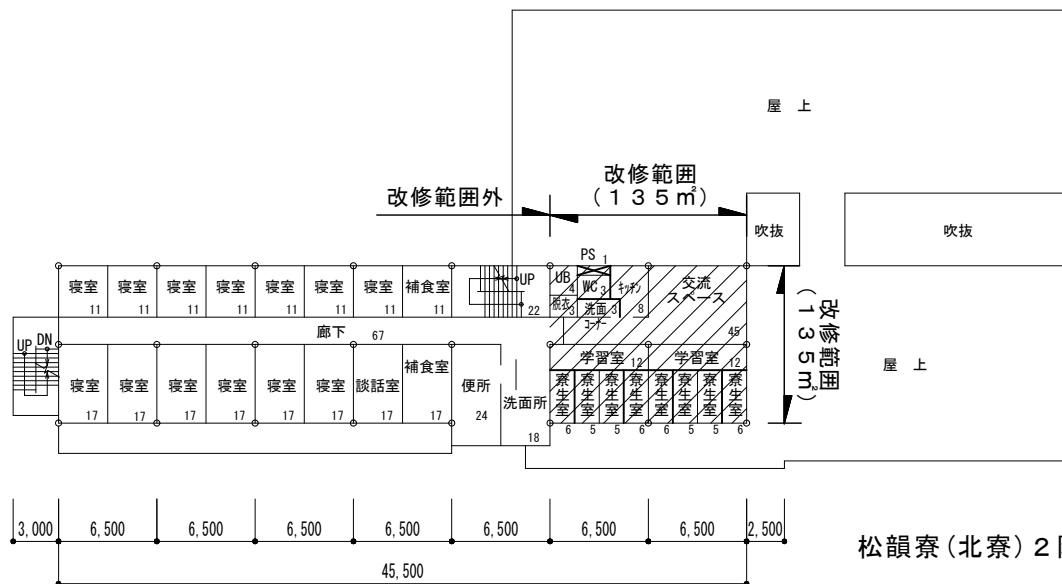 屋 上
改修範囲外
改修範囲
(135㎡)
吹抜
吹抜
寝室
11
寝室
11
寝室
11
寝室
11
寝室
11
寝室
11
寝室
11
補食室
11
UP
22
PS 1
UB
4
WC 3
キッチン
8
脱衣
3
洗面
コーナー
3
交流
スペース
45
改修範囲
(135㎡)
屋 上
廊下 67
UP DN
寝室
17
寝室
17
寝室
17
寝室
17
寝室
17
寝室
17
談話室
17
補食室
17
便所
24
洗面所
18
学習室 12
学習室 12
寮生室
6
寮生室
5
寮生室
5
寮生室
6
寮生室
6
寮生室
5
寮生室
5
寮生室
6
3,000
6,500
6,500
6,500
6,500
6,500
6,500
6,500
2,500
45,500
松韻寮(北寮)2